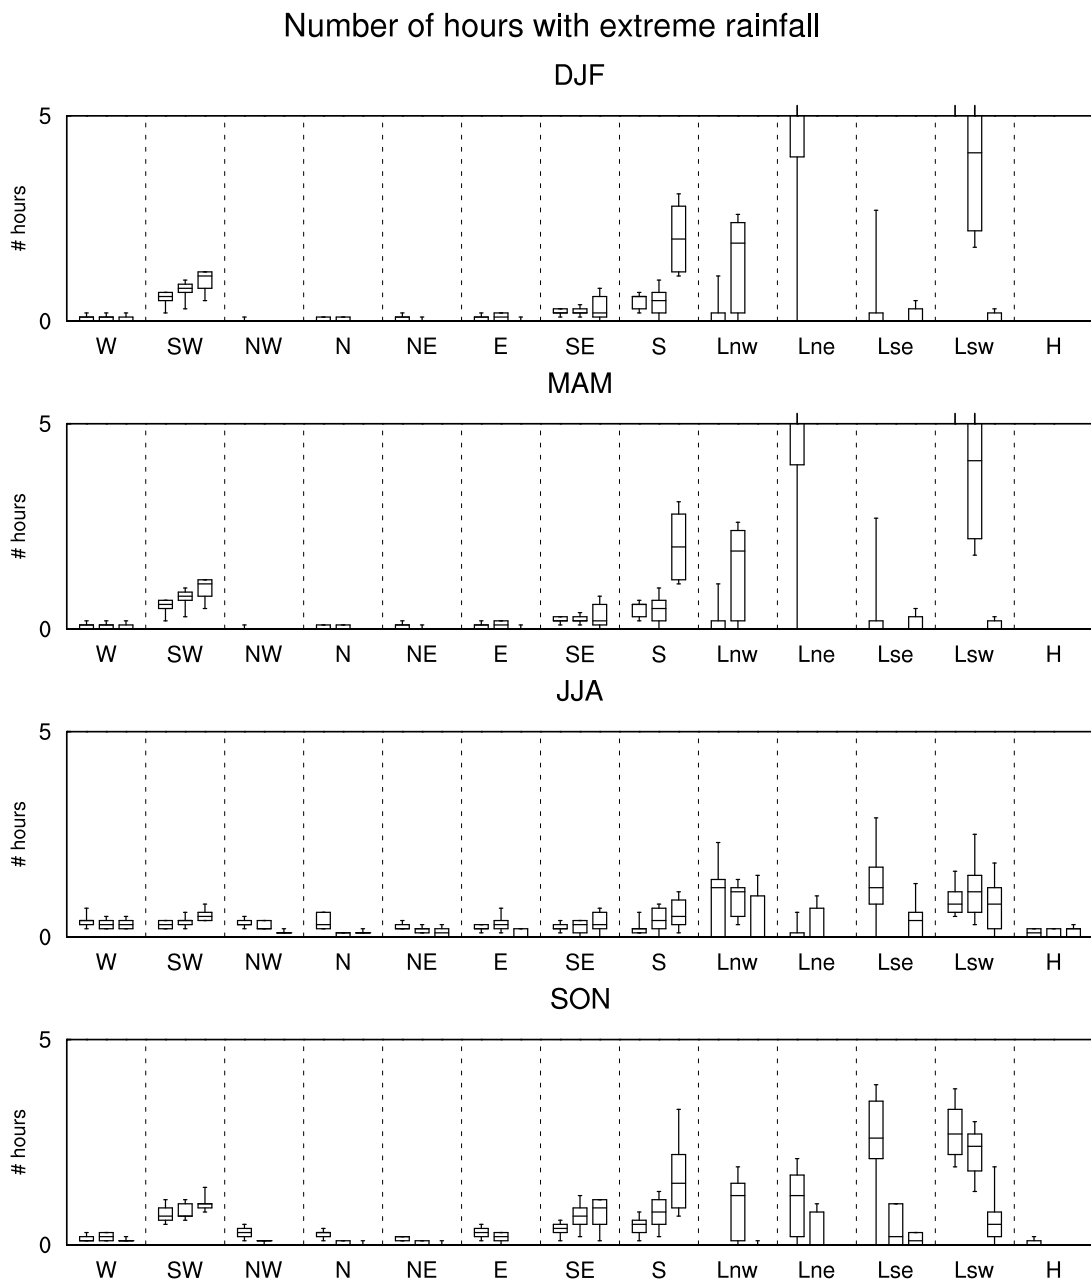 Number of hours with extreme rainfall
DJF
5
# hours
0
W SW NW N NE E SE S Lnw Lne Lse Lsw H
MAM
5
# hours
0
W SW NW N NE E SE S Lnw Lne Lse Lsw H
JJA
5
# hours
0
W SW NW N NE E SE S Lnw Lne Lse Lsw H
SON
5
# hours
0
W SW NW N NE E SE S Lnw Lne Lse Lsw H